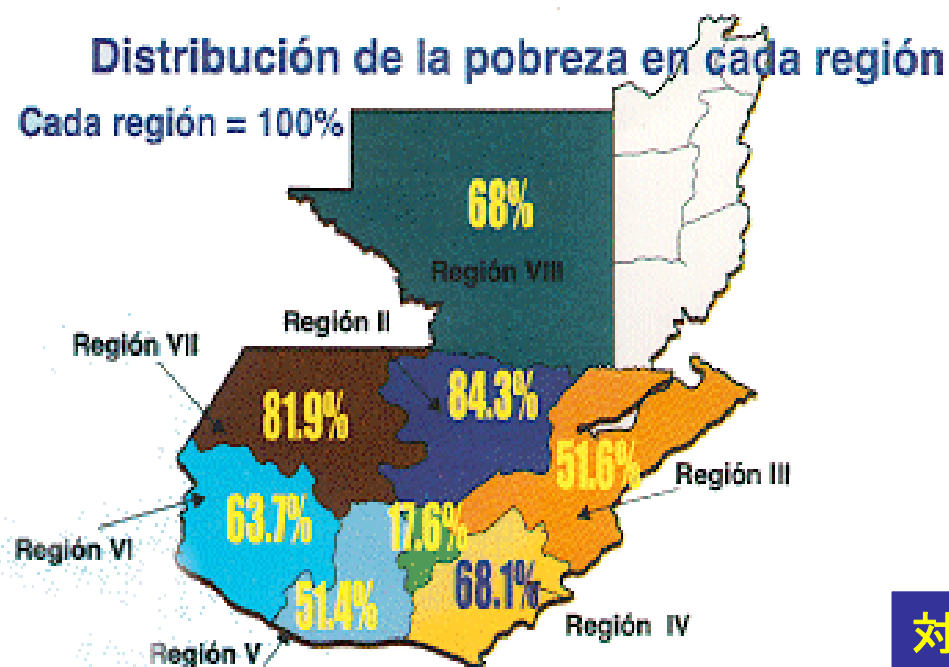 Distribución de la pobreza en cada región
Cada región = 100%
68%
Región VIII
Región II
Región VII
81.9%
84.3%
51.6%
Región III
63.7%
17.6%
Región VI
51.4%
68.1%
Región IV
Región V
対